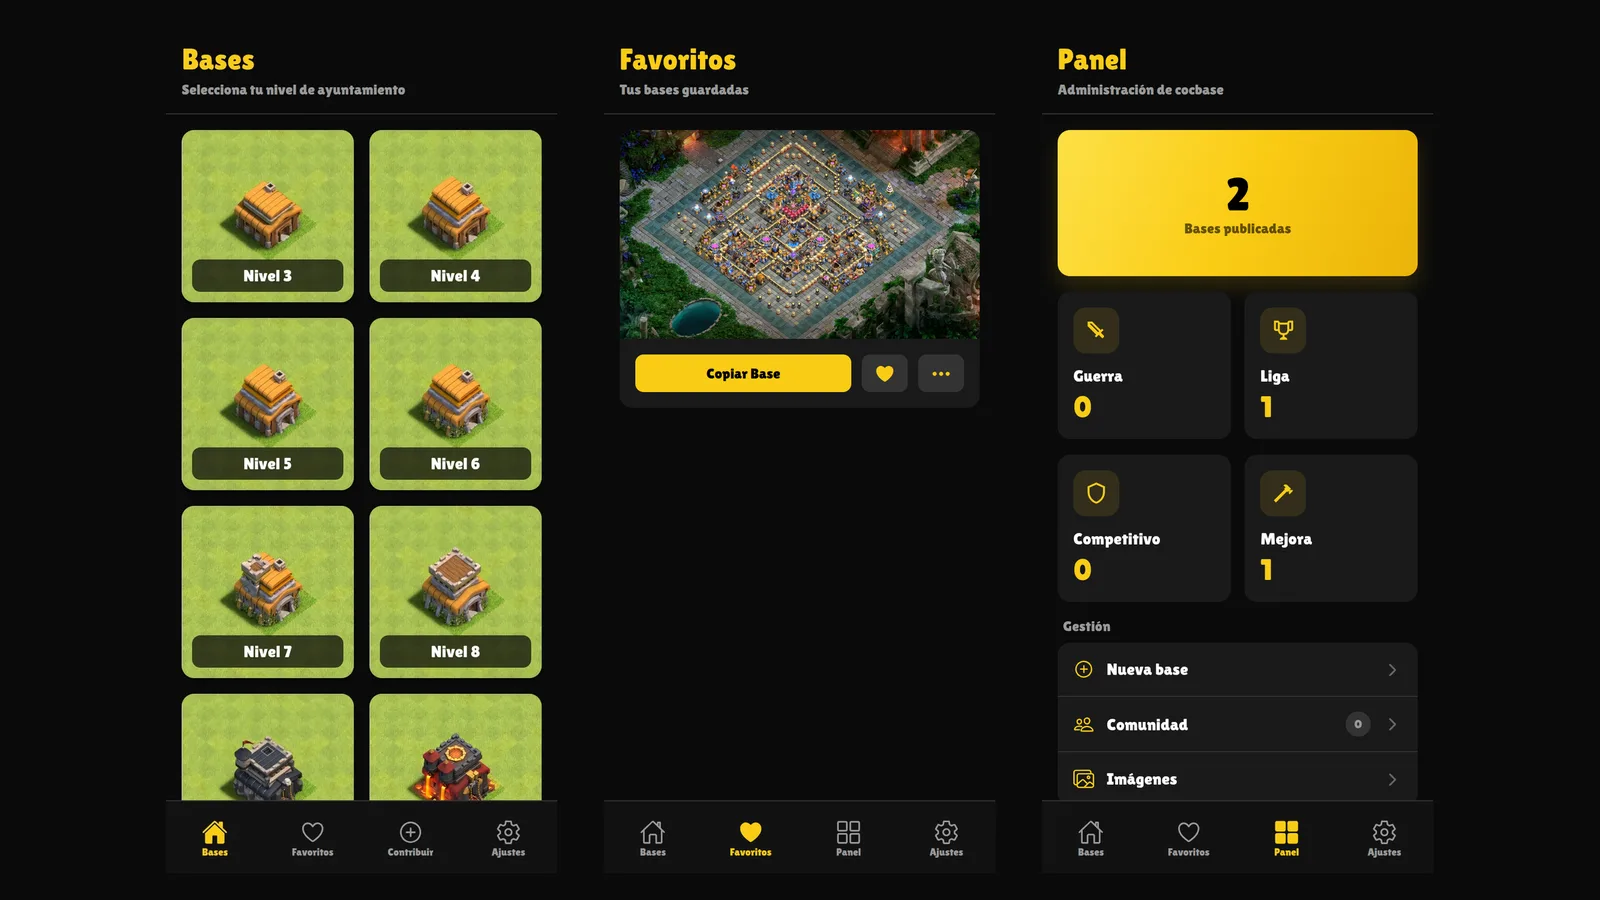 Bases
Selecciona tu nivel de ayuntamiento
Nivel 3
Nivel 4
Nivel 5
Nivel 6
Nivel 7
Nivel 8
Bases
Favoritos
Contribuir
Ajustes
Favoritos
Tus bases guardadas
Copiar Base
Bases
Favoritos
Panel
Ajustes
Panel
Administración de cocbase
2
Bases publicadas
Guerra
0
Liga
1
Competitivo
0
Mejora
1
Gestión
Nueva base
Comunidad
0
Imágenes
Bases
Favoritos
Panel
Ajustes